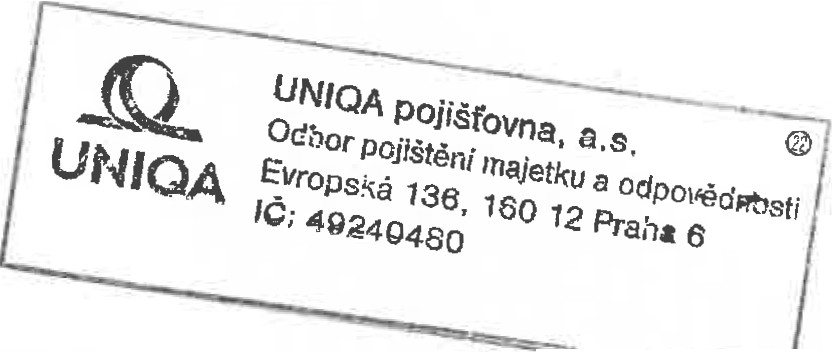 UNIQA
UNIQA pojišťovna, a.s.
22
Odbor pojištění majetku a odpovědnosti
Evropská 136, 160 12 Praha 6
IČ: 49240480